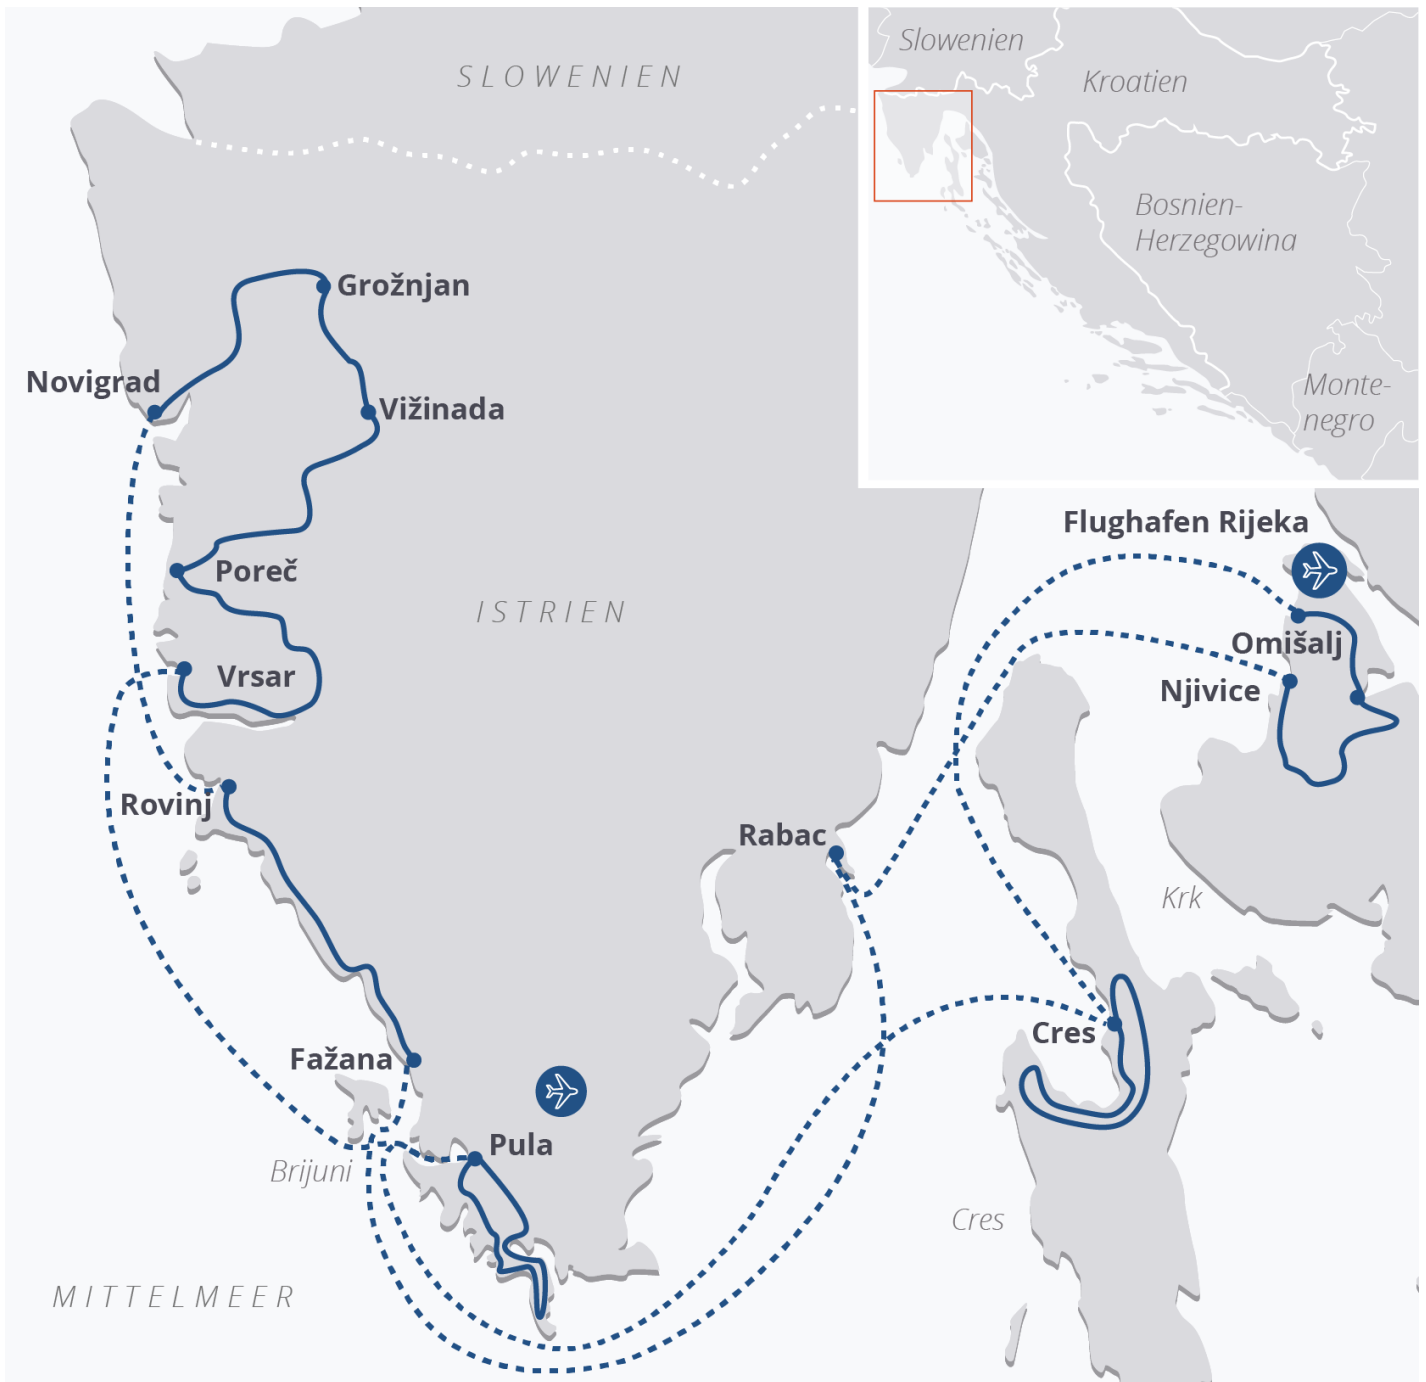 SLOWENIEN
Slowenien
Kroatien
Bosnien-
Herzegowina
Monte-
negro
Grožnjan
Novigrad
Vižinada
Flughafen Rijeka
Poreč
ISTRIEN
Omišalj
Vrsar
Njivice
Rovinj
Rabac
Krk
Cres
Fažana
Pula
Brijuni
Cres
MITTELMEER